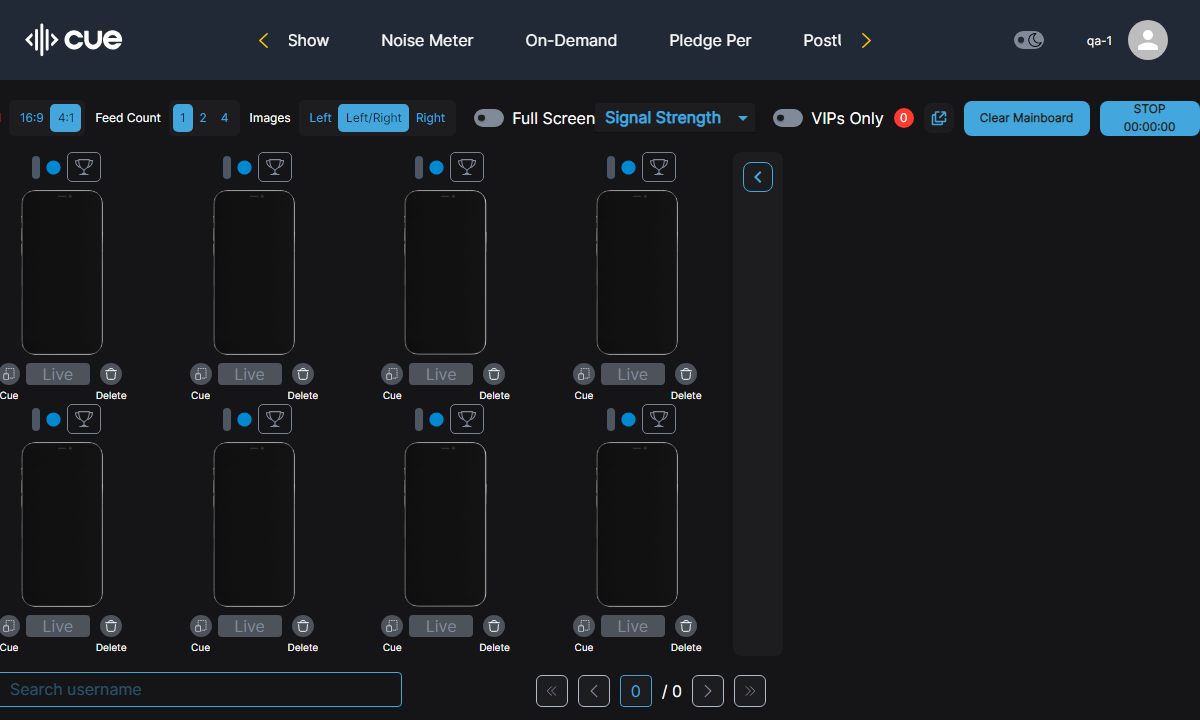 cue
Show
Noise Meter
On-Demand
Pledge Per
qa-1
16:9
4:1
Feed Count
1
2
4
Images
Left
Left/Right
Right
Full Screen
Signal Strength
VIPs Only
0
Clear Mainboard
STOP
00:00:00
Live
Live
Live
Live
Cue
Delete
Cue
Delete
Cue
Delete
Cue
Delete
Live
Live
Live
Live
Cue
Delete
Cue
Delete
Cue
Delete
Cue
Delete
Search username
0
/ 0